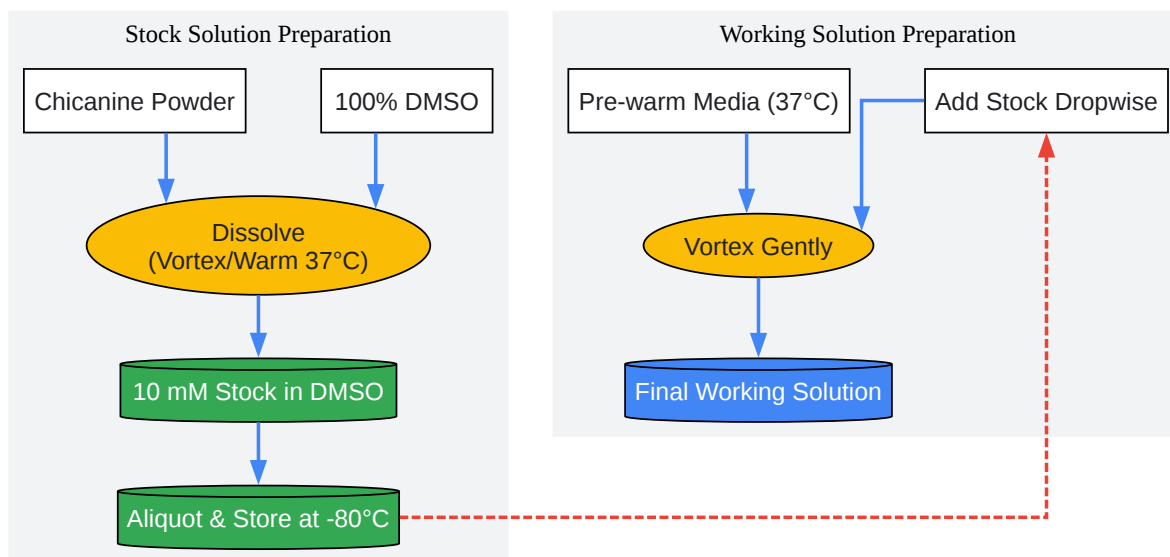 Stock Solution Preparation
Chicanine Powder
100% DMSO
Dissolve
(Vortex/Warm 37°C)
10 mM Stock in DMSO
Aliquot & Store at -80°C
Working Solution Preparation
Pre-warm Media (37°C)
Add Stock Dropwise
Vortex Gently
Final Working Solution